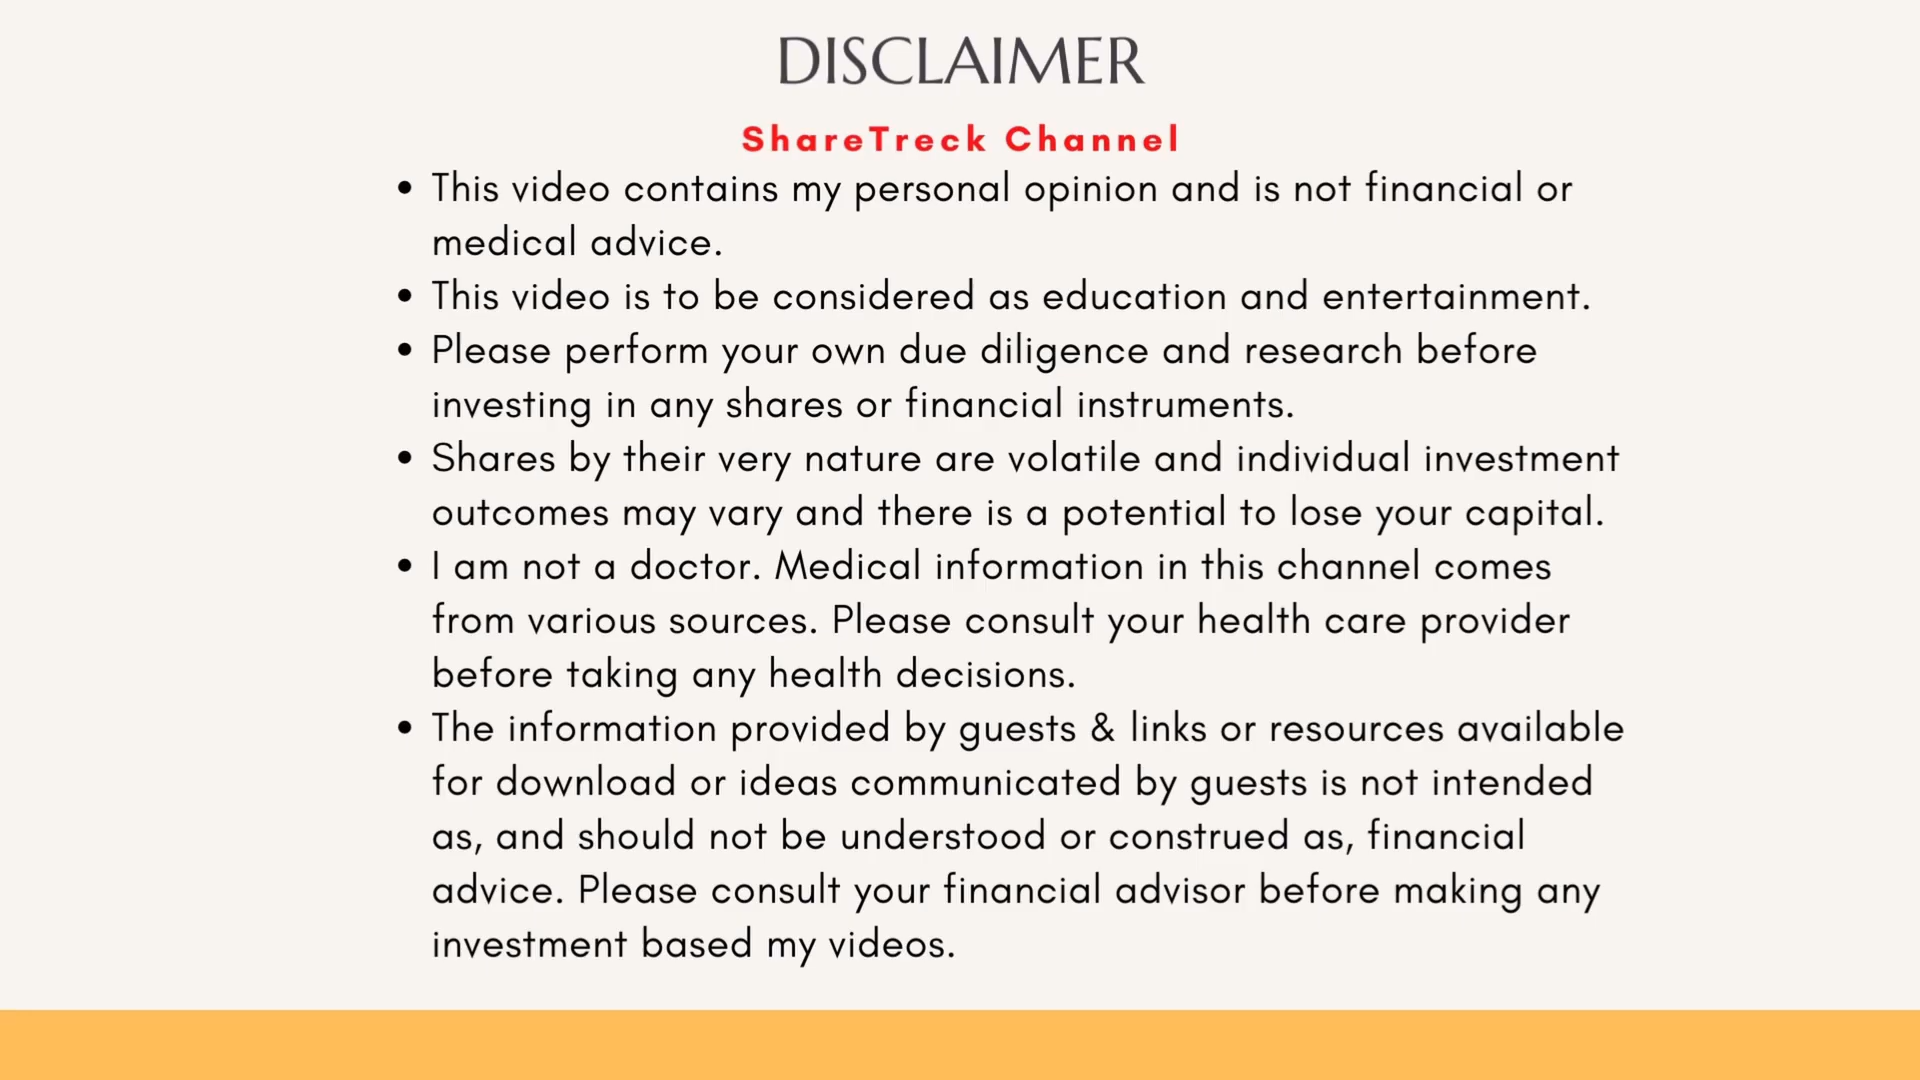 DISCLAIMER
ShareTreck Channel
• This video contains my personal opinion and is not financial or
medical advice.
• This video is to be considered as education and entertainment.
• Please perform your own due diligence and research before
investing in any shares or financial instruments.
• Shares by their very nature are volatile and individual investment
outcomes may vary and there is a potential to lose your capital.
• I am not a doctor. Medical information in this channel comes
from various sources. Please consult your health care provider
before taking any health decisions.
• The information provided by guests & links or resources available
for download or ideas communicated by guests is not intended
as, and should not be understood or construed as, financial
advice. Please consult your financial advisor before making any
investment based my videos.